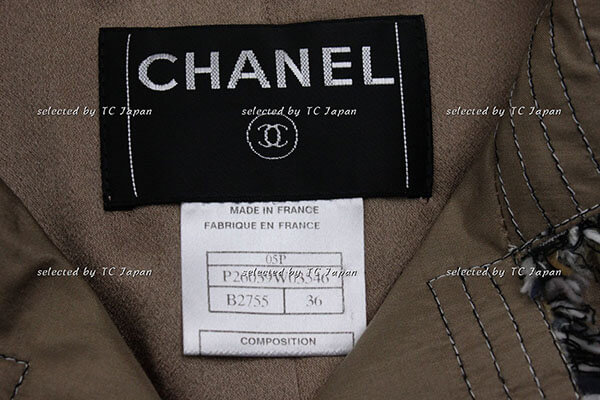 CHANEL
selected by TC Japan selected by TC Japan selected by TC Japan
MADE IN FRANCE
FABRIQUE EN FRANCE
05P
selected by TC Japan selected by TC Japan selected by TC Japan
P26039W03546
B2755 36
COMPOSITION